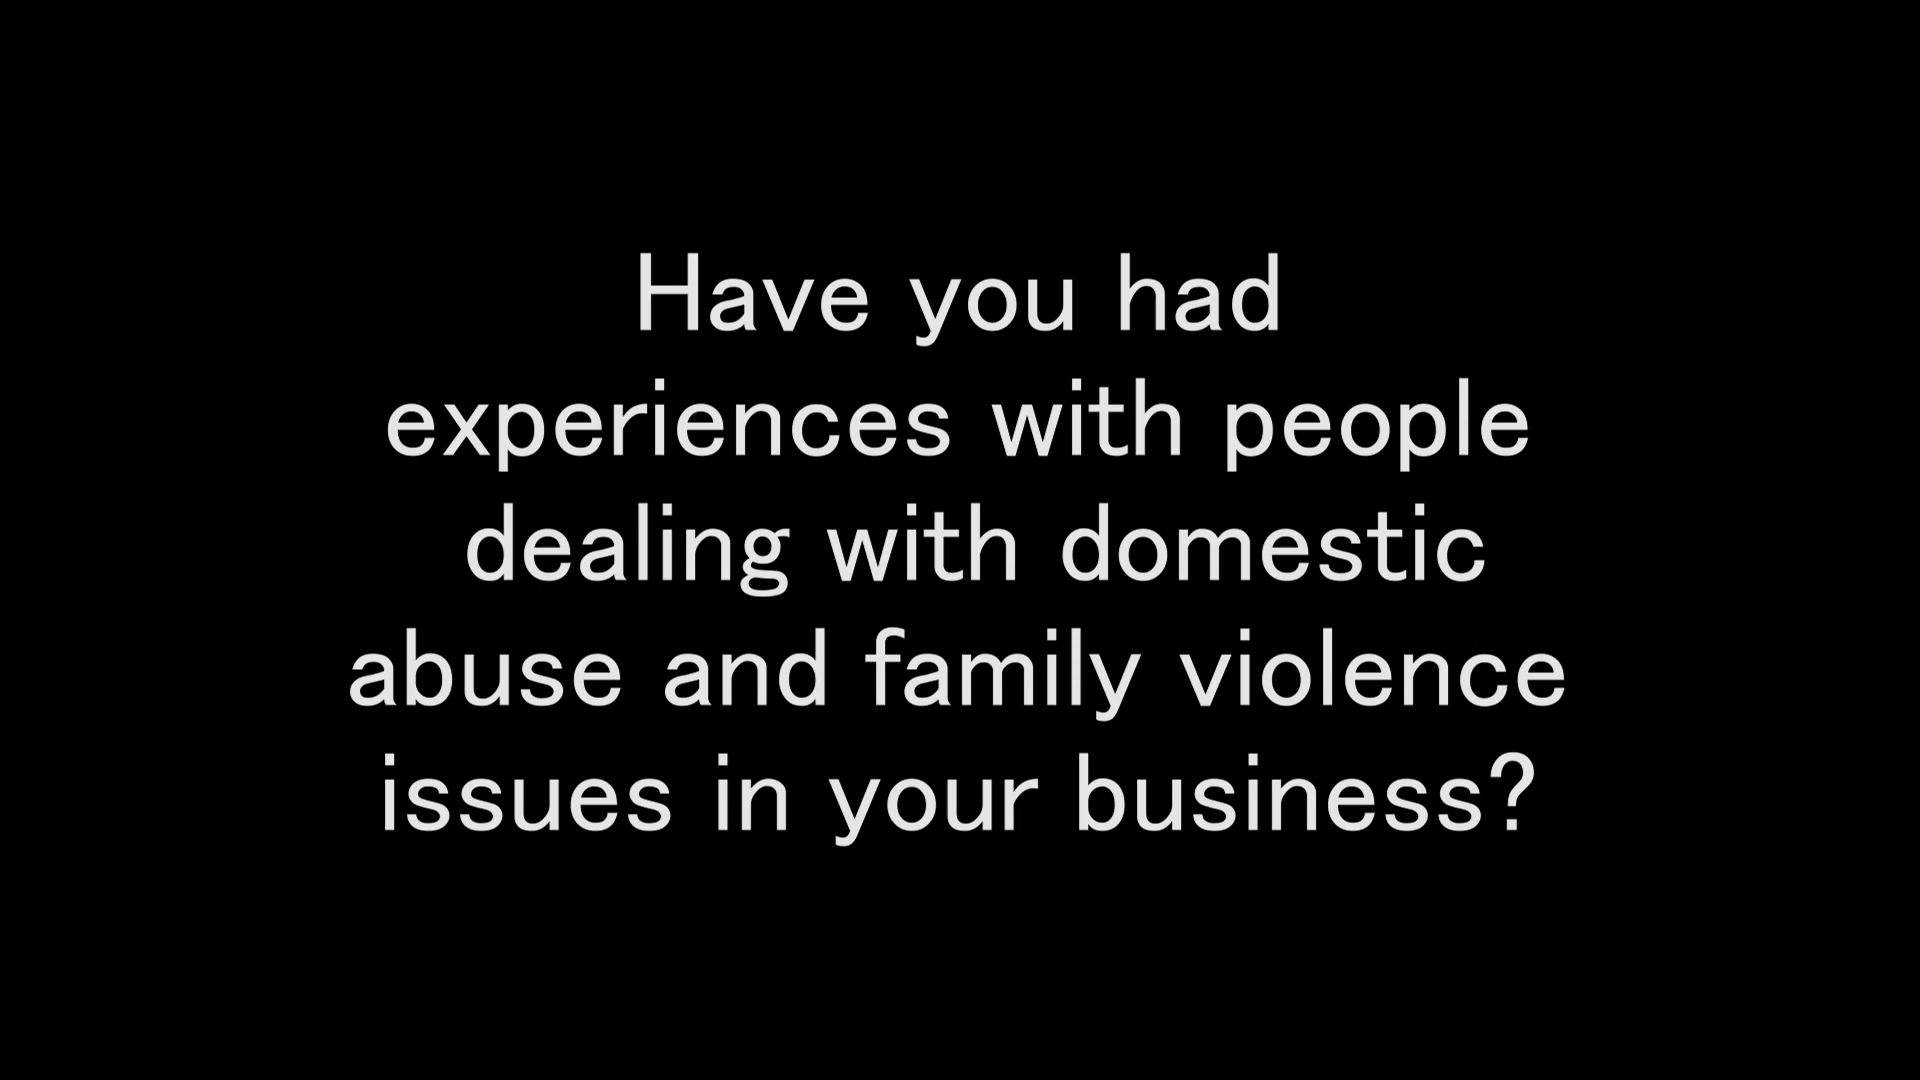 Have you had
experiences with people
dealing with domestic
abuse and family violence
issues in your business?